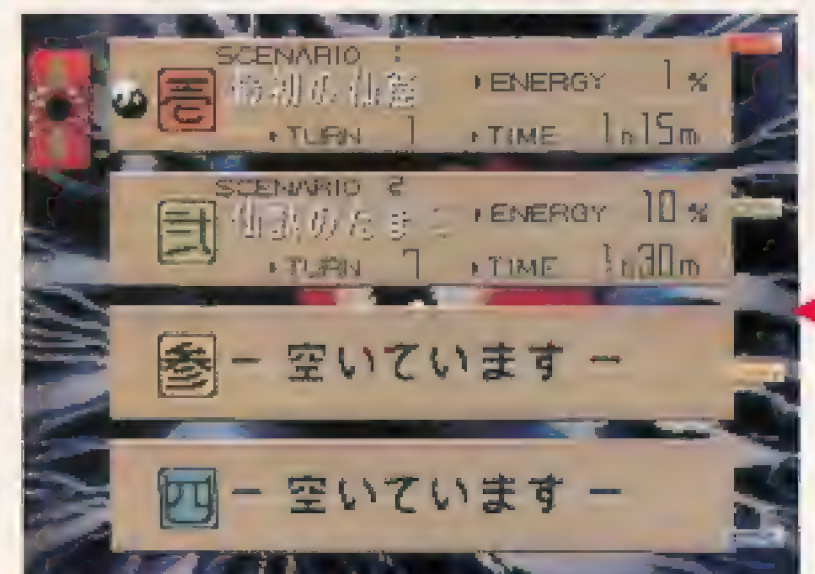 SCENARIO
壱
ENERGY 1%
TURN 1 TIME 1h15m
SCENARIO 2
弐
ENERGY 10%
TURN 7 TIME 1h30m
参 - 空いています -
四 - 空いています -